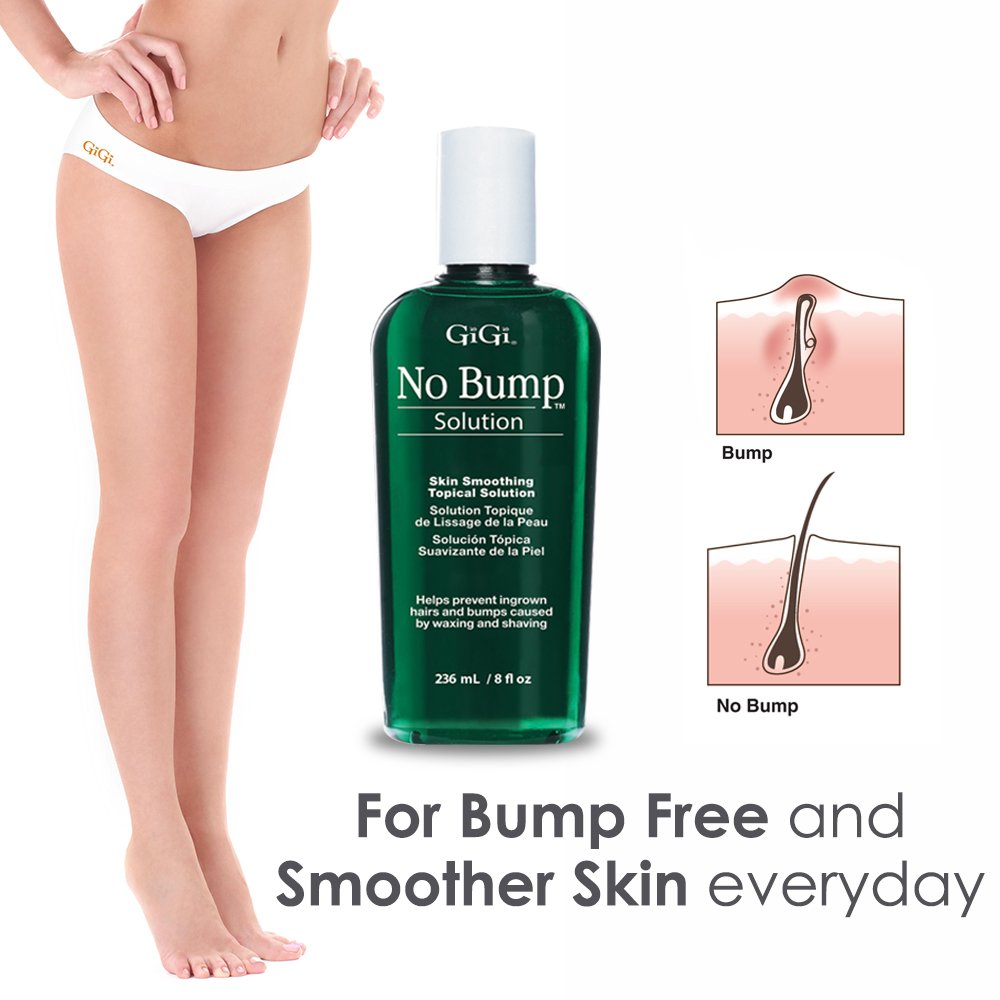 GiGi.
GiGi®
No Bump™
Solution
Skin Smoothing
Topical Solution
Solution Topique
de Lissage de la Peau
Solución Tópica
Suavizante de la Piel
Helps prevent ingrown
hairs and bumps caused
by waxing and shaving
236 mL / 8 fl oz
Bump
No Bump
For Bump Free and
Smoother Skin everyday